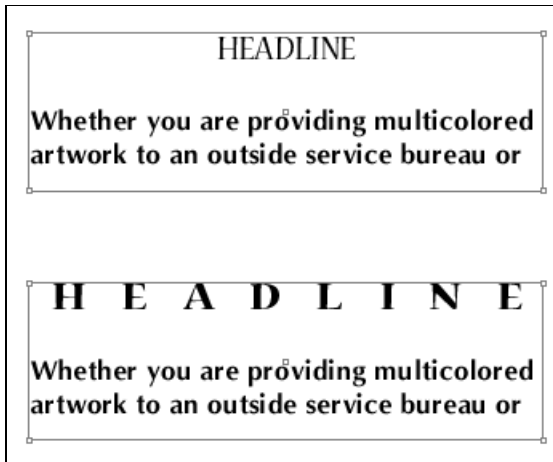 HEADLINE
Whether you are providing multicolored
artwork to an outside service bureau or
H E A D L I N E
Whether you are providing multicolored
artwork to an outside service bureau or